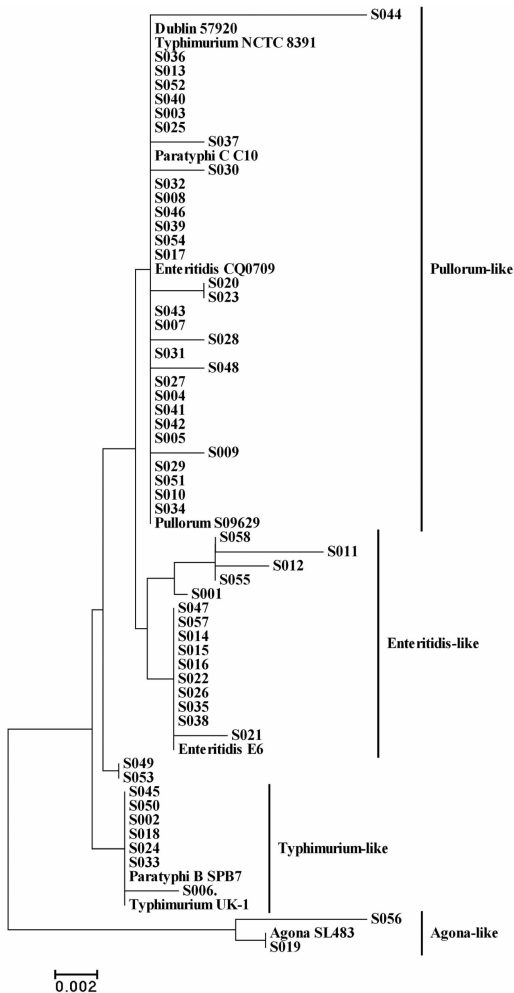 S044
Dublin 57920
Typhimurium NCTC 8391
S036
S013
S052
S040
S003
S025
S037
Paratyphi C C10
S030
S032
S008
S046
S039
S054
S017
Enteritidis CQ0709
Pullorum-like
S020
S023
S043
S007
S028
S031
S048
S027
S004
S041
S042
S005
S009
S029
S051
S010
S034
Pullorum S09629
S058
S011
S012
S055
S001
S047
S057
S014
S015
Enteritidis-like
S016
S022
S026
S035
S038
S021
Enteritidis E6
S049
S053
S045
S050
S002
S018
S024
Typhimurium-like
S033
Paratyphi B SPB7
S006.
Typhimurium UK-1
S056
Agona SL483
Agona-like
S019
0.002